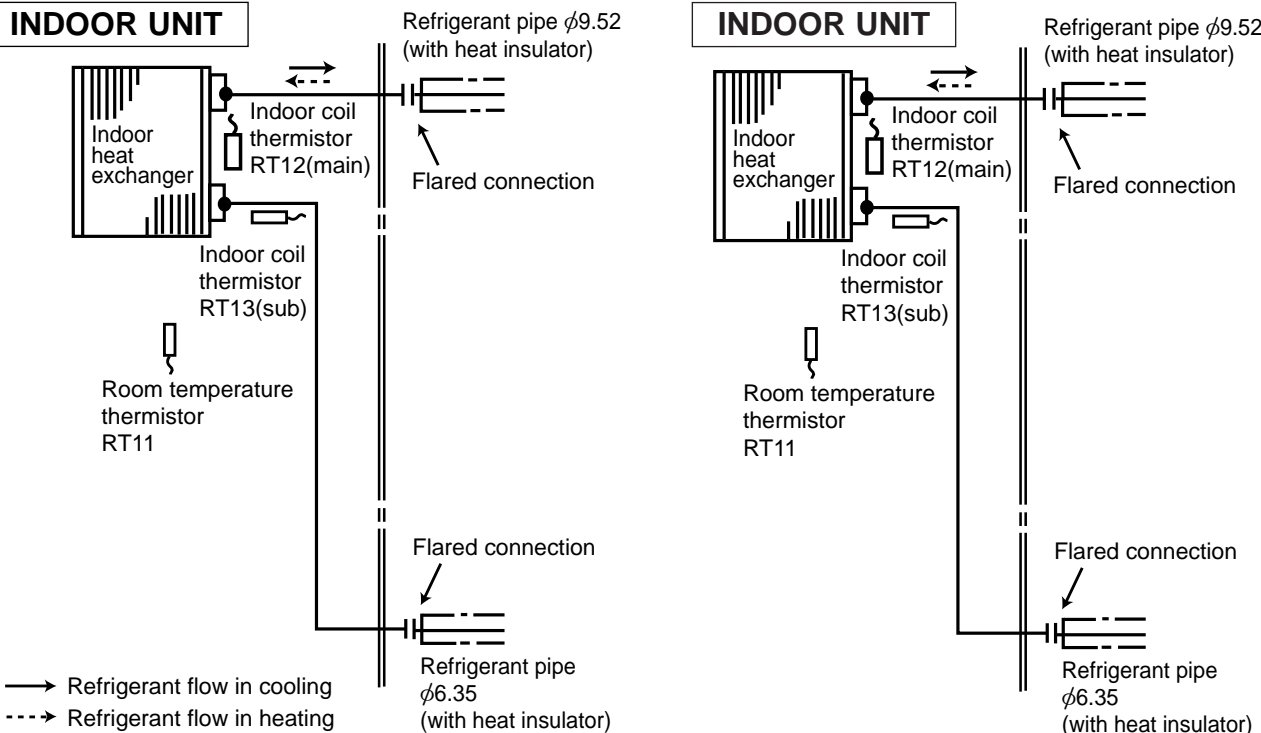 INDOOR UNIT
Refrigerant pipe ϕ9.52
(with heat insulator)
Indoor
heat
exchanger
Indoor coil
thermistor
RT12(main)
Flared connection
Indoor coil
thermistor
RT13(sub)
Room temperature
thermistor
RT11
Flared connection
Refrigerant pipe
ϕ6.35
(with heat insulator)
Refrigerant flow in cooling
Refrigerant flow in heating
INDOOR UNIT
Refrigerant pipe ϕ9.52
(with heat insulator)
Indoor
heat
exchanger
Indoor coil
thermistor
RT12(main)
Flared connection
Indoor coil
thermistor
RT13(sub)
Room temperature
thermistor
RT11
Flared connection
Refrigerant pipe
ϕ6.35
(with heat insulator)